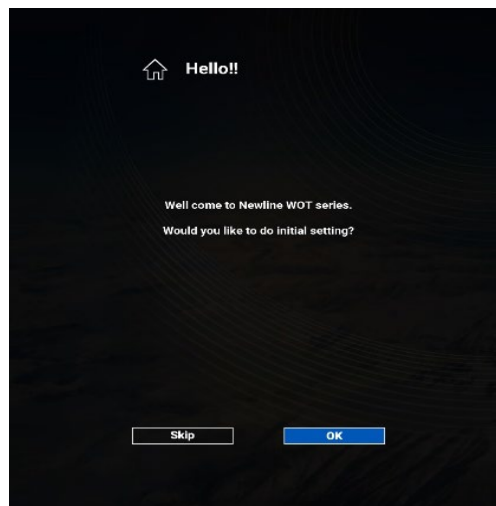 Hello!!
Well come to Newline WOT series.
Would you like to do initial setting?
Skip
OK